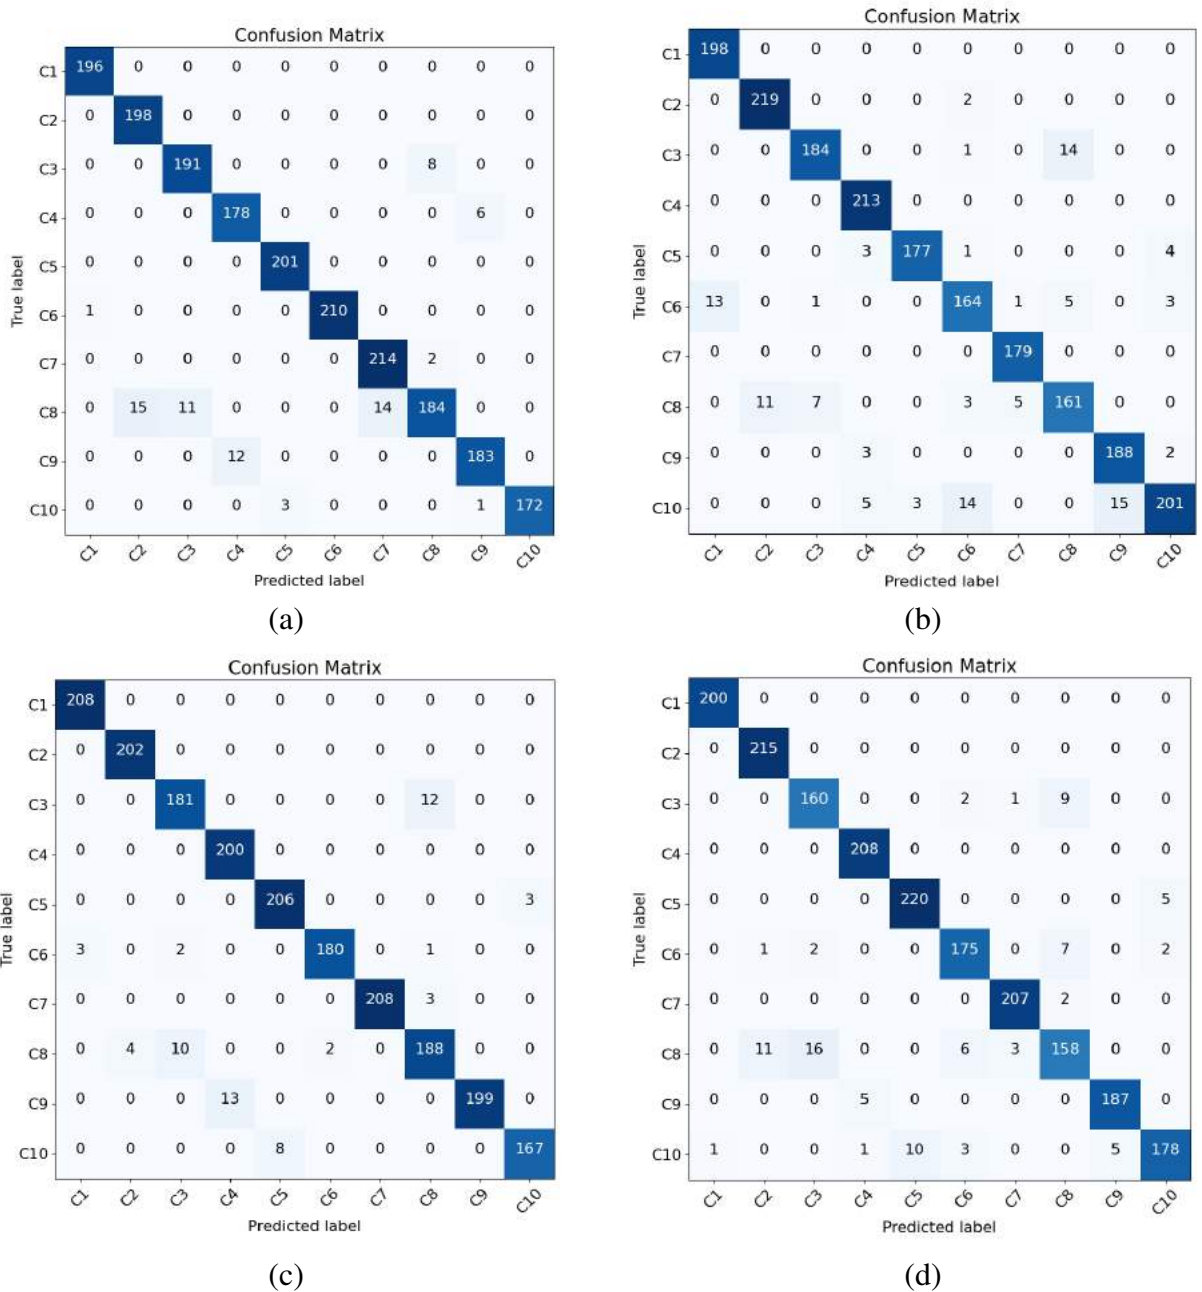 Confusion Matrix
C1 196 0 0 0 0 0 0 0 0 0
C2 0 198 0 0 0 0 0 0 0 0
C3 0 0 191 0 0 0 0 8 0 0
C4 0 0 0 178 0 0 0 0 6 0
C5 0 0 0 0 201 0 0 0 0 0
C6 1 0 0 0 0 210 0 0 0 0
C7 0 0 0 0 0 0 214 2 0 0
C8 0 15 11 0 0 0 14 184 0 0
C9 0 0 0 12 0 0 0 0 183 0
C10 0 0 0 0 3 0 0 0 1 172
True label
C1 C2 C3 C4 C5 C6 C7 C8 C9 C10
Predicted label
(a)
Confusion Matrix
C1 198 0 0 0 0 0 0 0 0 0
C2 0 219 0 0 0 2 0 0 0 0
C3 0 0 184 0 0 1 0 14 0 0
C4 0 0 0 213 0 0 0 0 0 0
C5 0 0 0 3 177 1 0 0 0 4
C6 13 0 1 0 0 164 1 5 0 3
C7 0 0 0 0 0 0 179 0 0 0
C8 0 11 7 0 0 3 5 161 0 0
C9 0 0 0 3 0 0 0 0 188 2
C10 0 0 0 5 3 14 0 0 15 201
True label
C1 C2 C3 C4 C5 C6 C7 C8 C9 C10
Predicted label
(b)
Confusion Matrix
C1 208 0 0 0 0 0 0 0 0 0
C2 0 202 0 0 0 0 0 0 0 0
C3 0 0 181 0 0 0 0 12 0 0
C4 0 0 0 200 0 0 0 0 0 0
C5 0 0 0 0 206 0 0 0 0 3
C6 3 0 2 0 0 180 0 1 0 0
C7 0 0 0 0 0 0 208 3 0 0
C8 0 4 10 0 0 2 0 188 0 0
C9 0 0 0 13 0 0 0 0 199 0
C10 0 0 0 0 8 0 0 0 0 167
True label
C1 C2 C3 C4 C5 C6 C7 C8 C9 C10
Predicted label
(c)
Confusion Matrix
C1 200 0 0 0 0 0 0 0 0 0
C2 0 215 0 0 0 0 0 0 0 0
C3 0 0 160 0 0 2 1 9 0 0
C4 0 0 0 208 0 0 0 0 0 0
C5 0 0 0 0 220 0 0 0 0 5
C6 0 1 2 0 0 175 0 7 0 2
C7 0 0 0 0 0 0 207 2 0 0
C8 0 11 16 0 0 6 3 158 0 0
C9 0 0 0 5 0 0 0 0 187 0
C10 1 0 0 1 10 3 0 0 5 178
True label
C1 C2 C3 C4 C5 C6 C7 C8 C9 C10
Predicted label
(d)